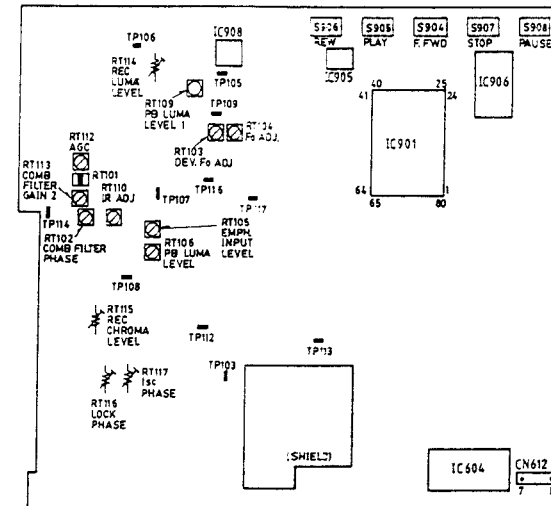 TP106
RT114
REC
LUMA
LEVEL
IC908
TP105
RT109
PB LUMA
LEVEL 1
TP109
RT104
Fo ADJ.
RT103
DEV. Fo ADJ
S906
REW
S905
PLAY
S904
F.FWD
S907
STOP
S908
PAUSE
IC905
IC906
40
25
41
24
IC901
64
1
65
80
RT112
AGC
RT113
COMB
FILTER
GAIN 2
RT101
RT110
IR ADJ
TP114
RT102
COMB FILTER
PHASE
TP107
TP116
TP117
RT105
EMPH.
INPUT
LEVEL
RT106
PB LUMA
LEVEL
TP108
RT115
REC
CHROMA
LEVEL
TP112
TP113
TP103
RT117
Isc
PHASE
RT116
LOCK
PHASE
(SHIELD)
IC604
CN612
7